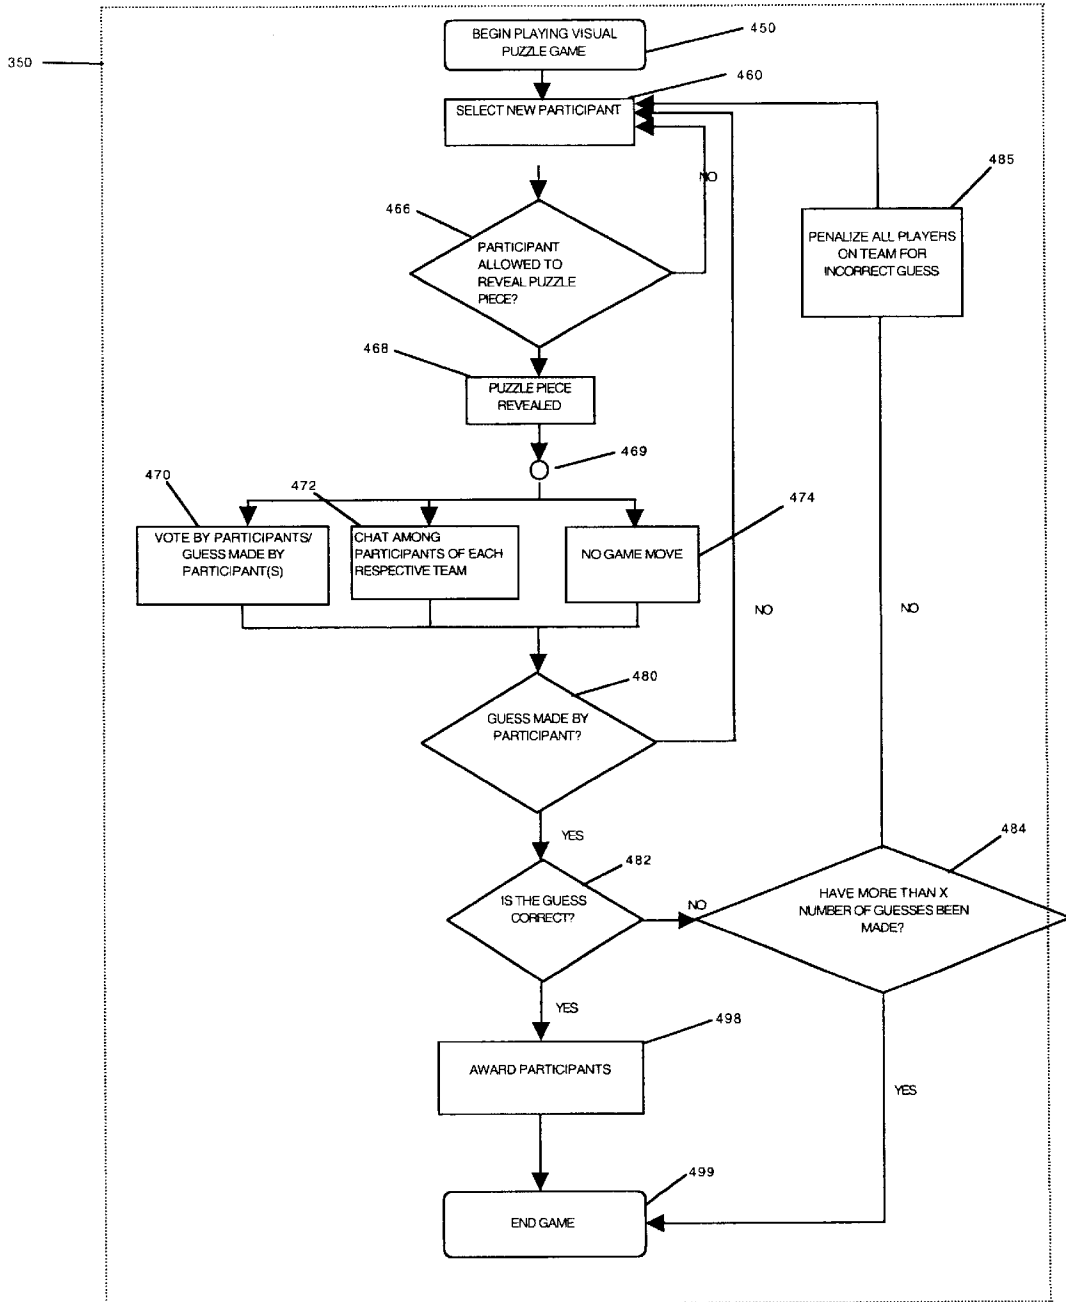 BEGIN PLAYING VISUAL
PUZZLE GAME
450
350
460
SELECT NEW PARTICIPANT
NO
485
466
PARTICIPANT
ALLOWED TO
REVEAL PUZZLE
PIECE?
PENALIZE ALL PLAYERS
ON TEAM FOR
INCORRECT GUESS
468
PUZZLE PIECE
REVEALED
469
470
472
474
VOTE BY PARTICIPANTS/
GUESS MADE BY
PARTICIPANT(S)
CHAT AMONG
PARTICIPANTS OF EACH
RESPECTIVE TEAM
NO GAME MOVE
NO
NO
480
GUESS MADE BY
PARTICIPANT?
YES
482
484
IS THE GUESS
CORRECT?
NO
HAVE MORE THAN X
NUMBER OF GUESSES BEEN
MADE?
YES
498
AWARD PARTICIPANTS
YES
499
END GAME